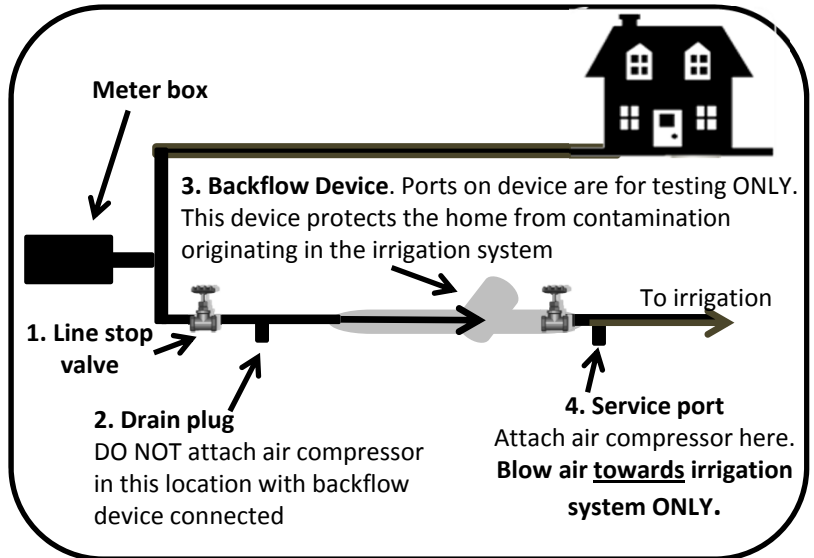 Meter box
3. Backflow Device. Ports on device are for testing ONLY.
This device protects the home from contamination
originating in the irrigation system
To irrigation
1. Line stop
valve
2. Drain plug
DO NOT attach air compressor
in this location with backflow
device connected
4. Service port
Attach air compressor here.
Blow air towards irrigation
system ONLY.